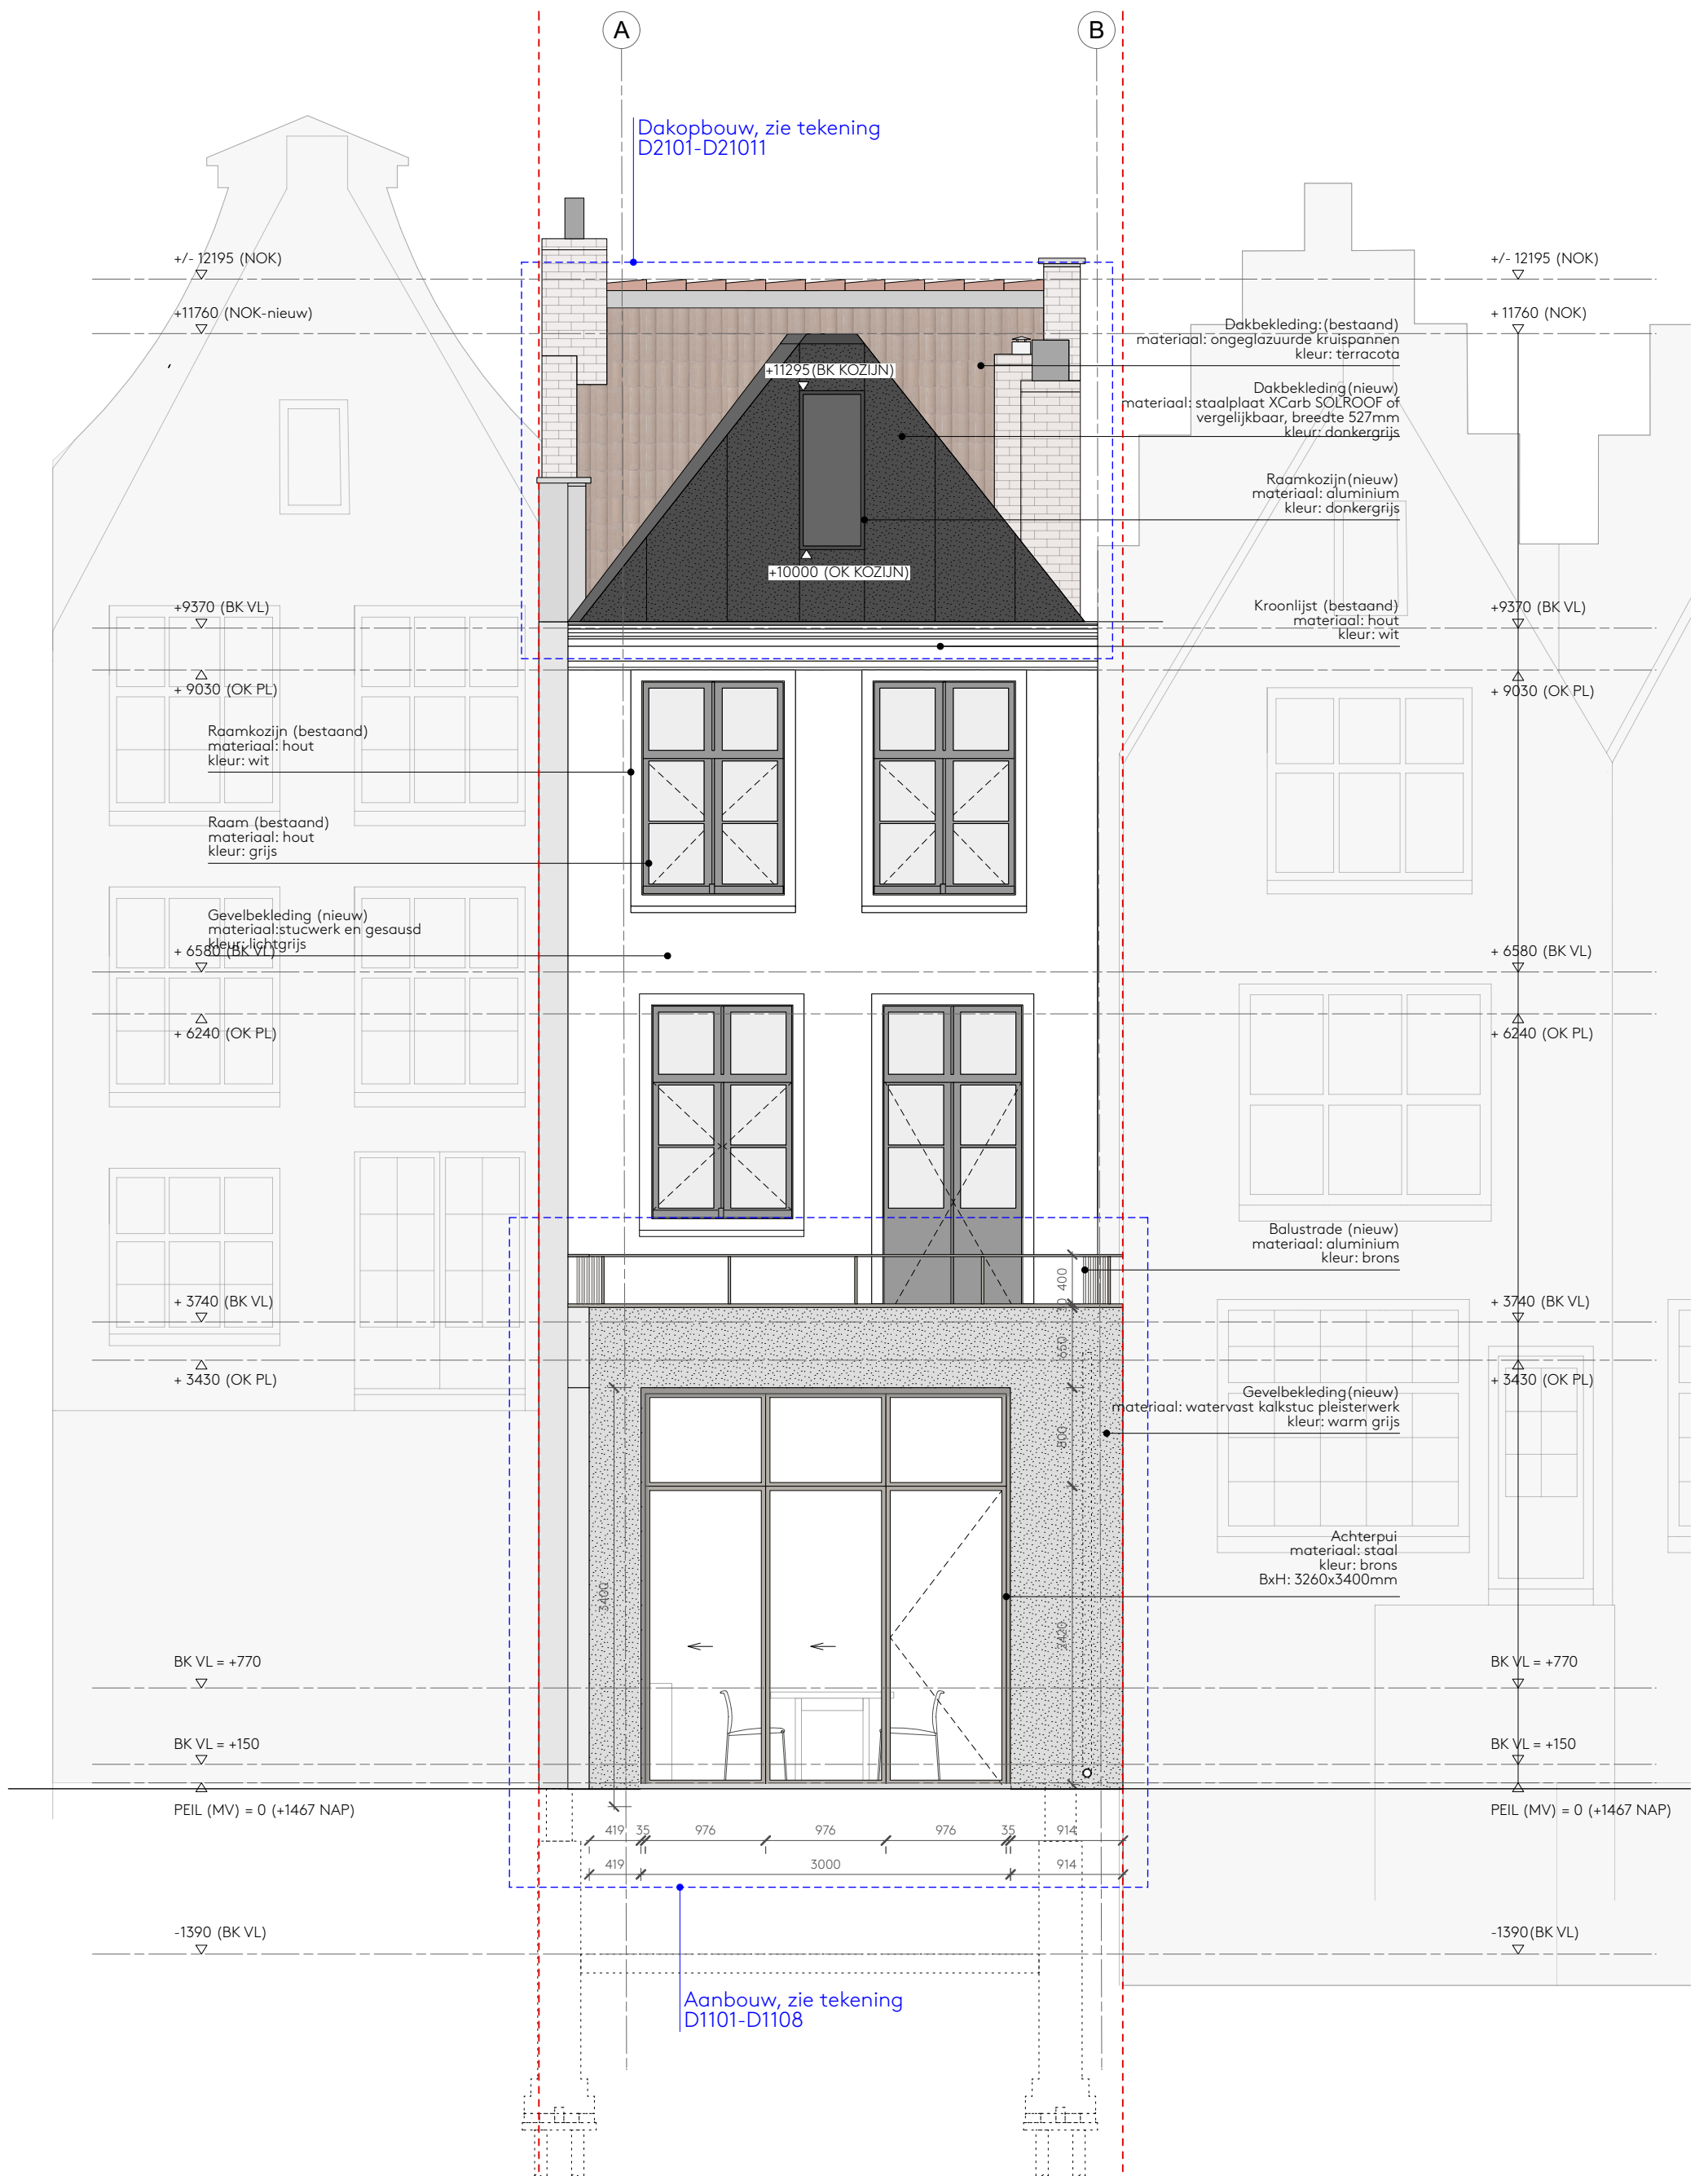 A
B
Dakopbouw, zie tekening
D2101-D21011
+/- 12195 (NOK)
+/- 12195 (NOK)
+11760 (NOK-nieuw)
+ 11760 (NOK)
Dakbekleding: (bestaand)
materiaal: ongeglazuurde kruispannen
kleur: terracota
+11295(BK KOZIJN)
Dakbekleding(nieuw)
materiaal: staalplaat XCarb SOLROOF of
vergelijkbaar, breedte 527mm
kleur: donkergrijs
Raamkozijn(nieuw)
materiaal: aluminium
kleur: donkergrijs
+10000 (OK KOZIJN)
+9370 (BK VL)
Kroonlijst (bestaand)
materiaal: hout
kleur: wit
+9370 (BK VL)
+ 9030 (OK PL)
+ 9030 (OK PL)
Raamkozijn (bestaand)
materiaal: hout
kleur: wit
Raam (bestaand)
materiaal: hout
kleur: grijs
Gevelbekleding (nieuw)
materiaal:stucwerk en gesausd
kleur: lichtgrijs
+ 6580 (BK VL)
+ 6580 (BK VL)
+ 6240 (OK PL)
+ 6240 (OK PL)
Balustrade (nieuw)
materiaal: aluminium
kleur: brons
400
+ 3740 (BK VL)
+ 3740 (BK VL)
650
+ 3430 (OK PL)
+ 3430 (OK PL)
Gevelbekleding(nieuw)
materiaal: watervast kalkstuc pleisterwerk
kleur: warm grijs
800
Achterpui
materiaal: staal
kleur: brons
BxH: 3260x3400mm
3400
2420
BK VL = +770
BK VL = +770
BK VL = +150
BK VL = +150
PEIL (MV) = 0 (+1467 NAP)
PEIL (MV) = 0 (+1467 NAP)
419 35 976 976 976 35 914
419 3000 914
-1390 (BK VL)
-1390(BK VL)
Aanbouw, zie tekening
D1101-D1108